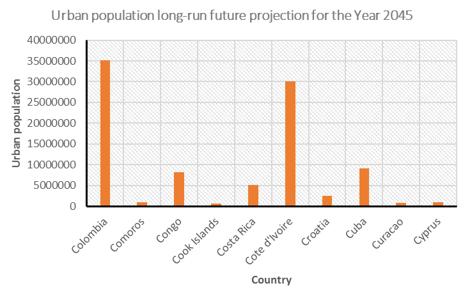 Urban population long-run future projection for the Year 2045
Urban population
40000000
35000000
30000000
25000000
20000000
15000000
10000000
5000000
0
Colombia
Comoros
Congo
Cook Islands
Costa Rica
Cote d'Ivoire
Croatia
Cuba
Curacao
Cyprus
Country